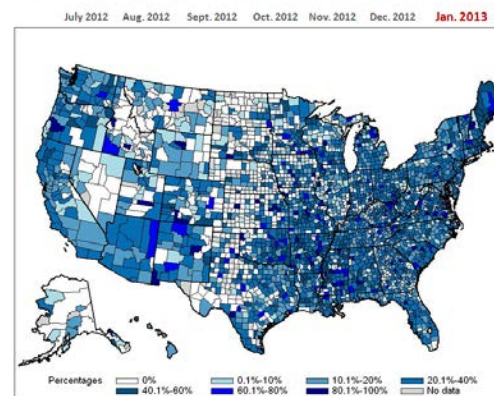 July 2012 Aug. 2012 Sept. 2012 Oct. 2012 Nov. 2012 Dec. 2012 Jan. 2013
Percentages 0% 0.1%-10% 10.1%-20% 20.1%-40%
40.1%-60% 60.1%-80% 80.1%-100% No data